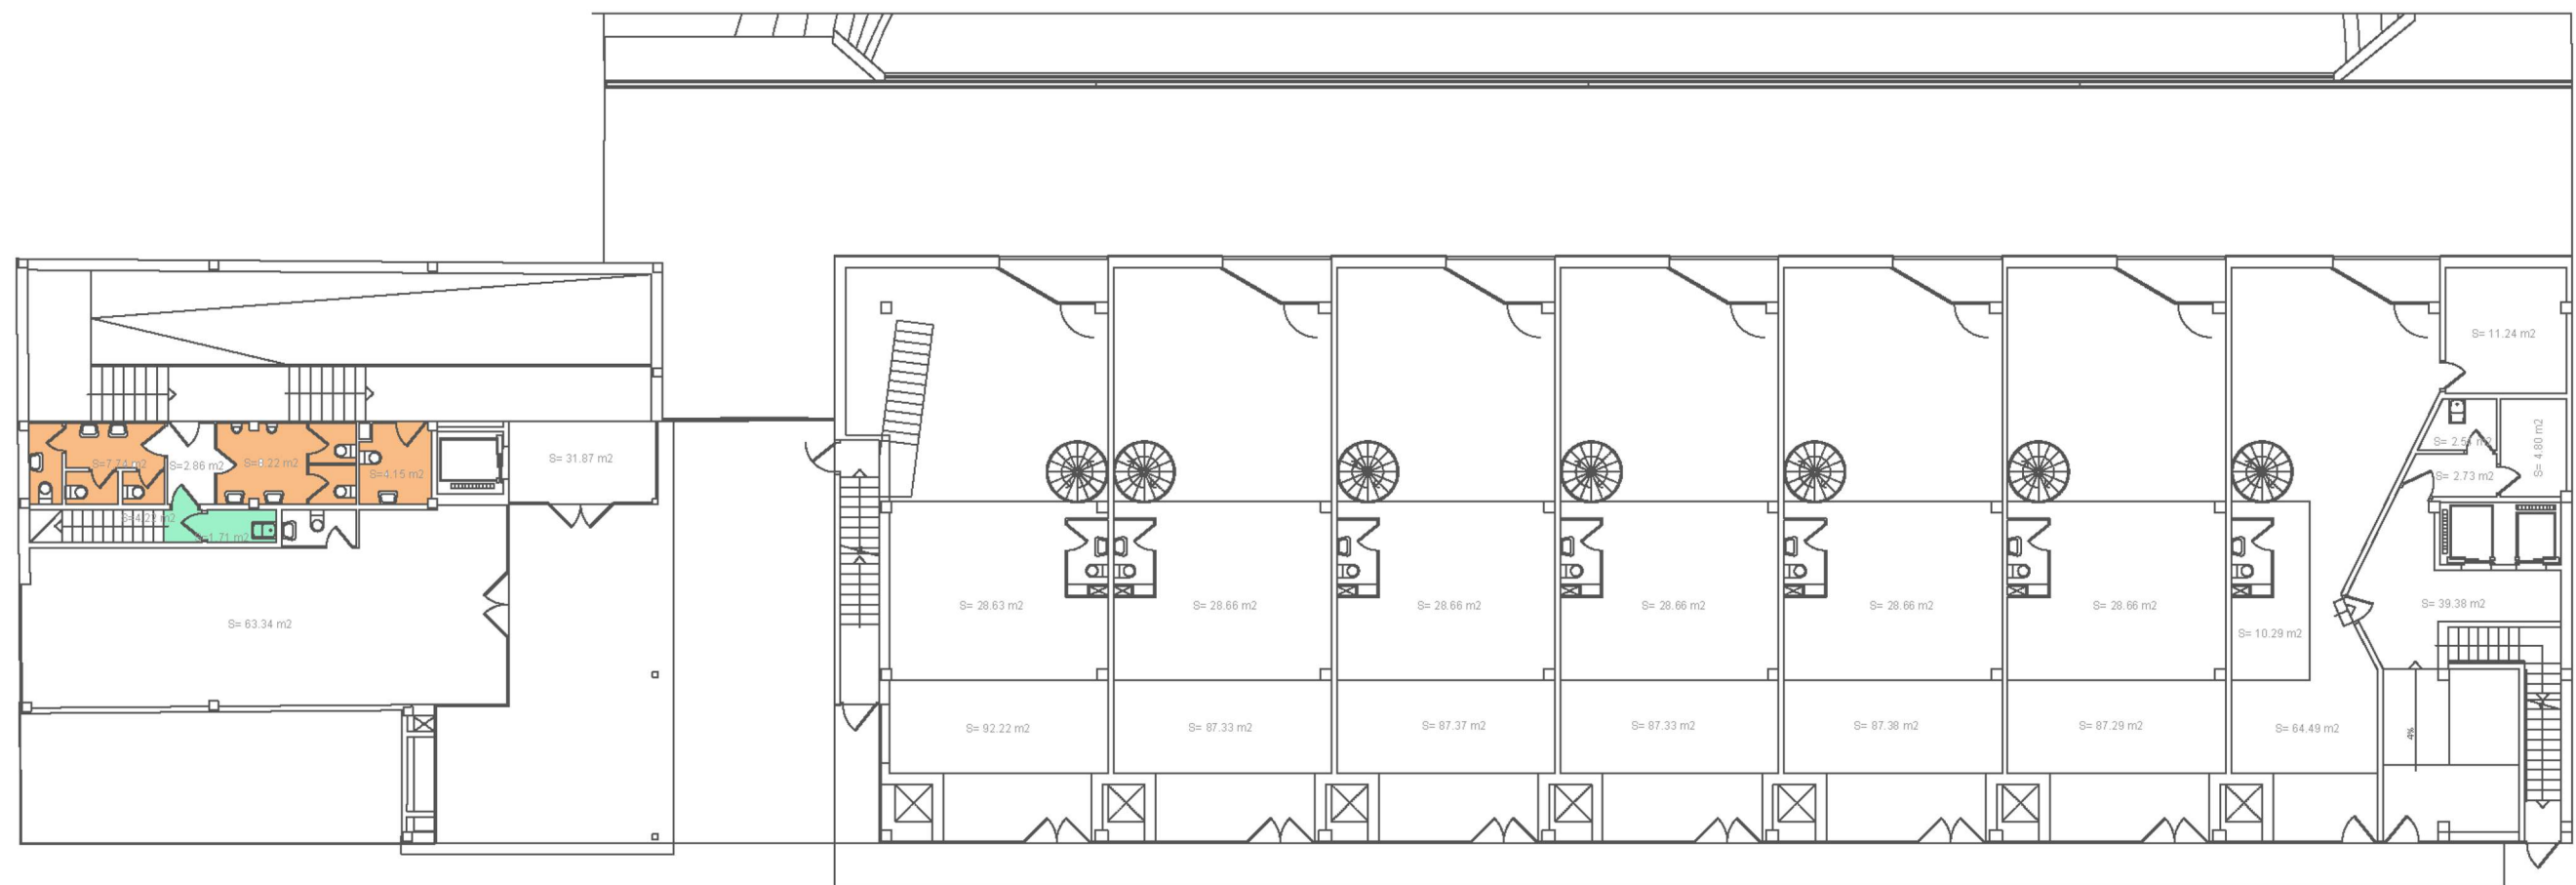 S= 11.24 m2
S= 4.80 m2
S= 31.87 m2
S=7.74 m2
S=2.86 m2
S=8.22 m2
S=4.15 m2
S= 2.73 m2
S=4.22 m2
S=1.71 m2
S= 63.34 m2
S= 28.63 m2
S= 28.66 m2
S= 28.66 m2
S= 28.66 m2
S= 28.66 m2
S= 28.66 m2
S= 10.29 m2
S= 39.38 m2
S= 92.22 m2
S= 87.33 m2
S= 87.37 m2
S= 87.33 m2
S= 87.38 m2
S= 87.29 m2
S= 64.49 m2
4%